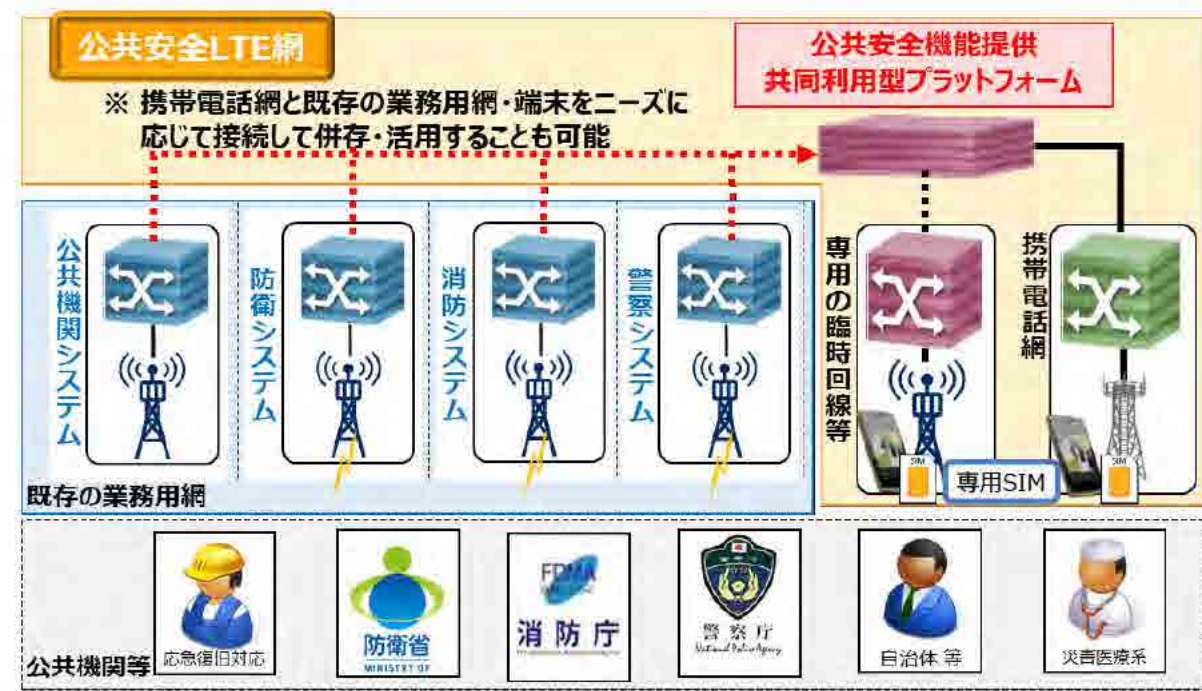 公共安全LTE網
公共安全機能提供
共同利用型プラットフォーム
※ 携帯電話網と既存の業務用網・端末をニーズに
応じて接続して併存・活用することも可能
公共機関システム
防衛システム
消防システム
警察システム
専用の臨時回線等
携帯電話網
SIM
専用SIM
SIM
既存の業務用網
FDMA
防衛省
MINISTRY OF
消防庁
警察庁
National Police Agency
応急復旧対応
自治体 等
災害医療系
公共機関等